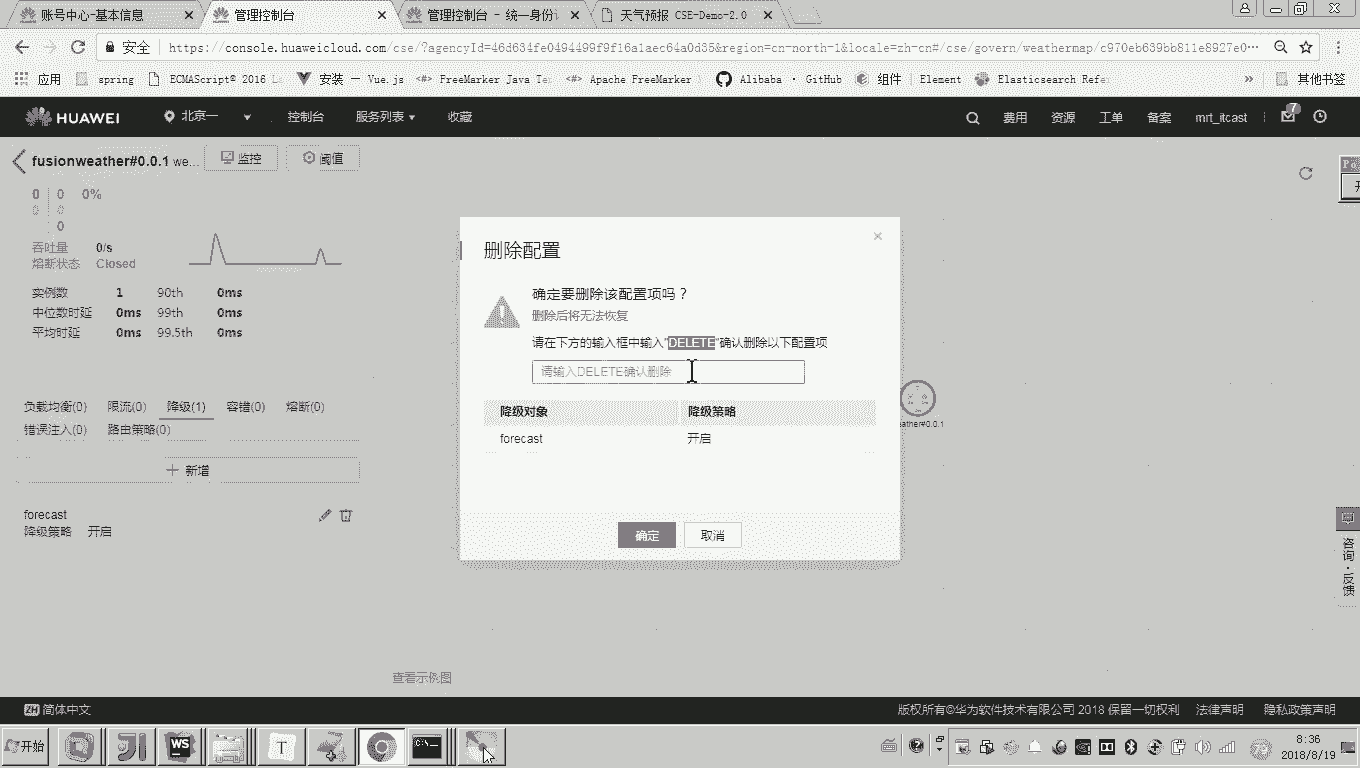 账号中心-基本信息
管理控制台
管理控制台 - 统一身份
天气预报 CSE-Demo-2.0
安全
https://console.huaweicloud.com/cse/?agencyId=46d634fe0494499f9f16a1aec64a0d35&region=cn-north-1&locale=zh-cn#/cse/govern/weathermap/c970eb639bb811e8927e0…
应用
spring
ECMAScript® 2016 L
安装 — Vue.js
FreeMarker Java Te
Apache FreeMarker
Alibaba · GitHub
组件
Element
Elasticsearch Refe
»
其他书签
HUAWEI
北京一
控制台
服务列表
收藏
费用
资源
工单
备案
mrt_itcast
7
fusionweather#0.0.1 we...
监控
阈值
0 0 0%
0 0
0
吞吐量 0/s
熔断状态 Closed
实例数 1 90th 0ms
中位数时延 0ms 99th 0ms
平均时延 0ms 99.5th 0ms
负载均衡(0) 限流(0) 降级(1) 容错(0) 熔断(0)
错误注入(0) 路由策略(0)
新增
forecast
降级策略 开启
删除配置
×
确定要删除该配置项吗？
删除后将无法恢复
请在下方的输入框中输入"DELETE"确认删除以下配置项
请输入DELETE确认删除
降级对象 降级策略
forecast 开启
确定 取消
eather#0.0.1
咨询·反馈
查看示例图
ZH 简体中文
版权所有©华为软件技术有限公司 2018 保留一切权利
法律声明
隐私政策声明
开始
WS
T
8:36
2018/8/19